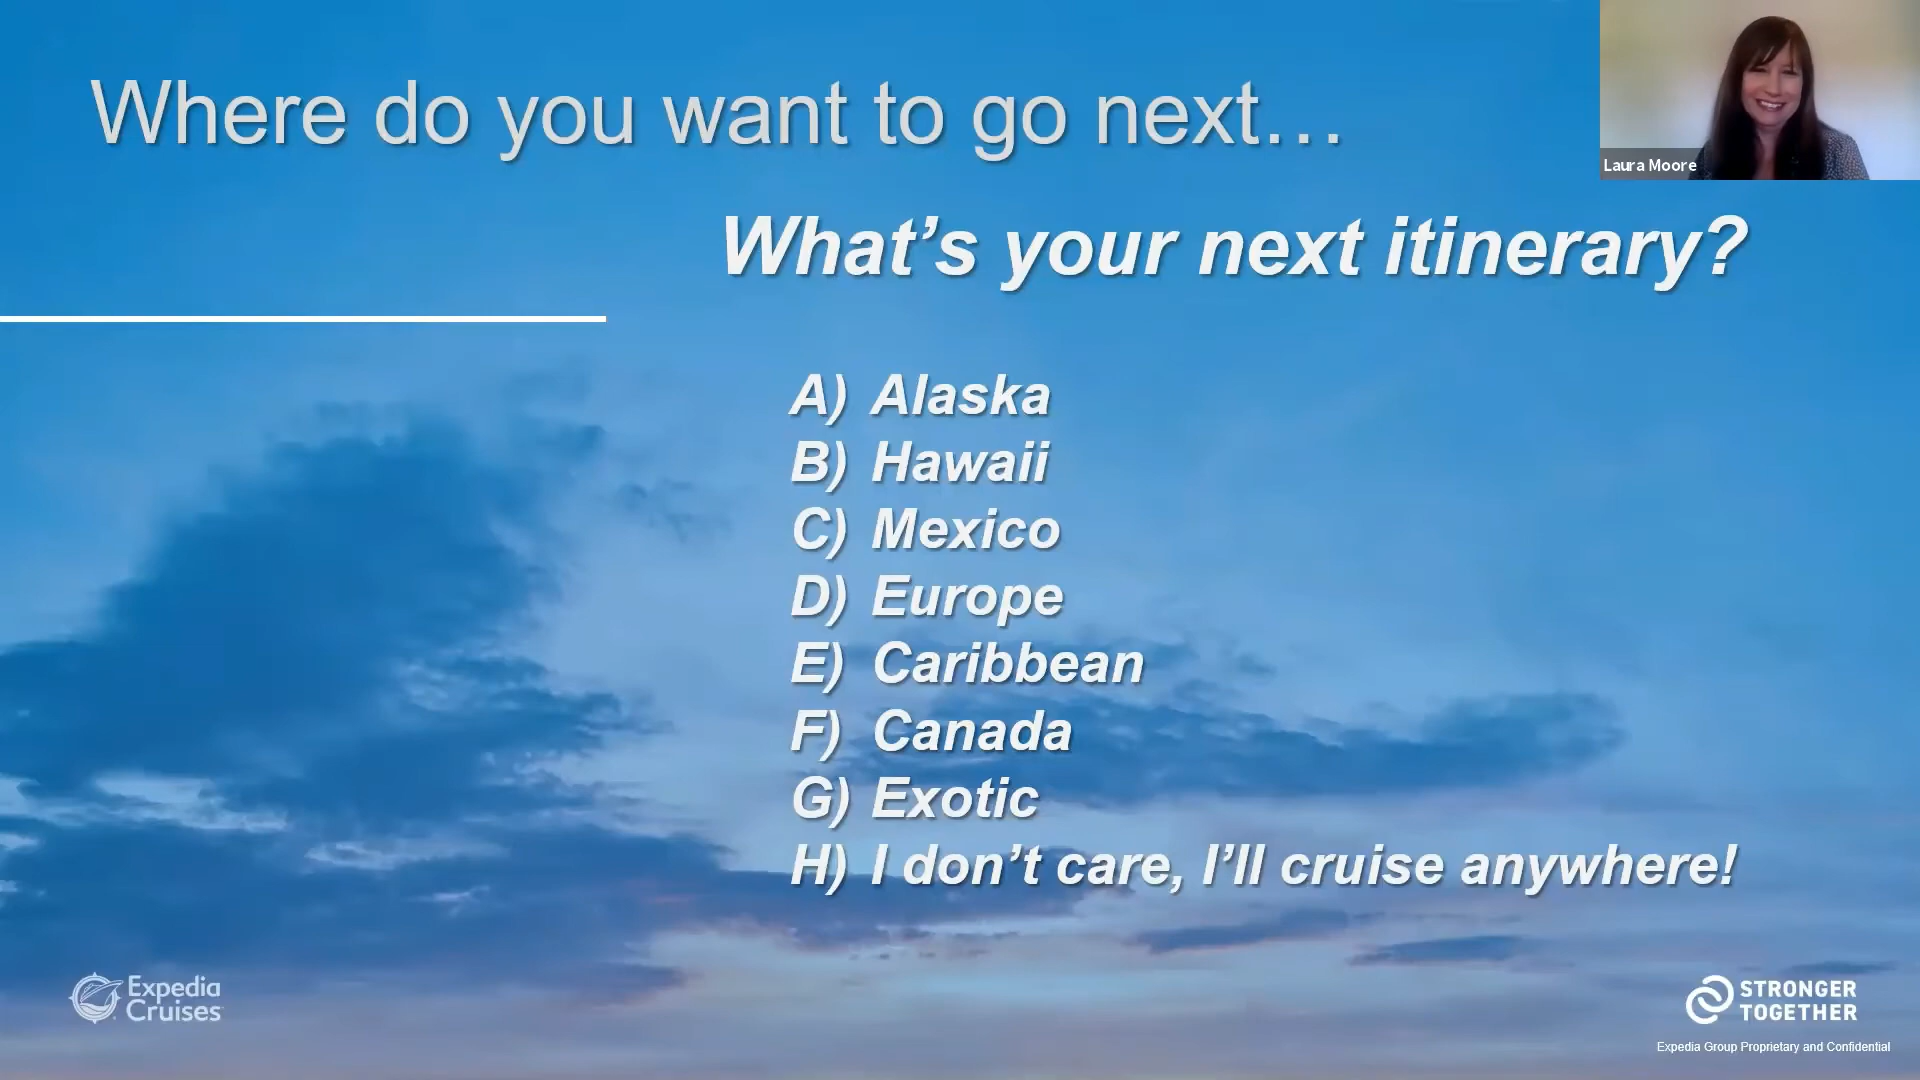 Where do you want to go next…
Laura Moore
What's your next itinerary?
A) Alaska
B) Hawaii
C) Mexico
D) Europe
E) Caribbean
F) Canada
G) Exotic
H) I don't care, I'll cruise anywhere!
Expedia
Cruises
STRONGER
TOGETHER
Expedia Group Proprietary and Confidential